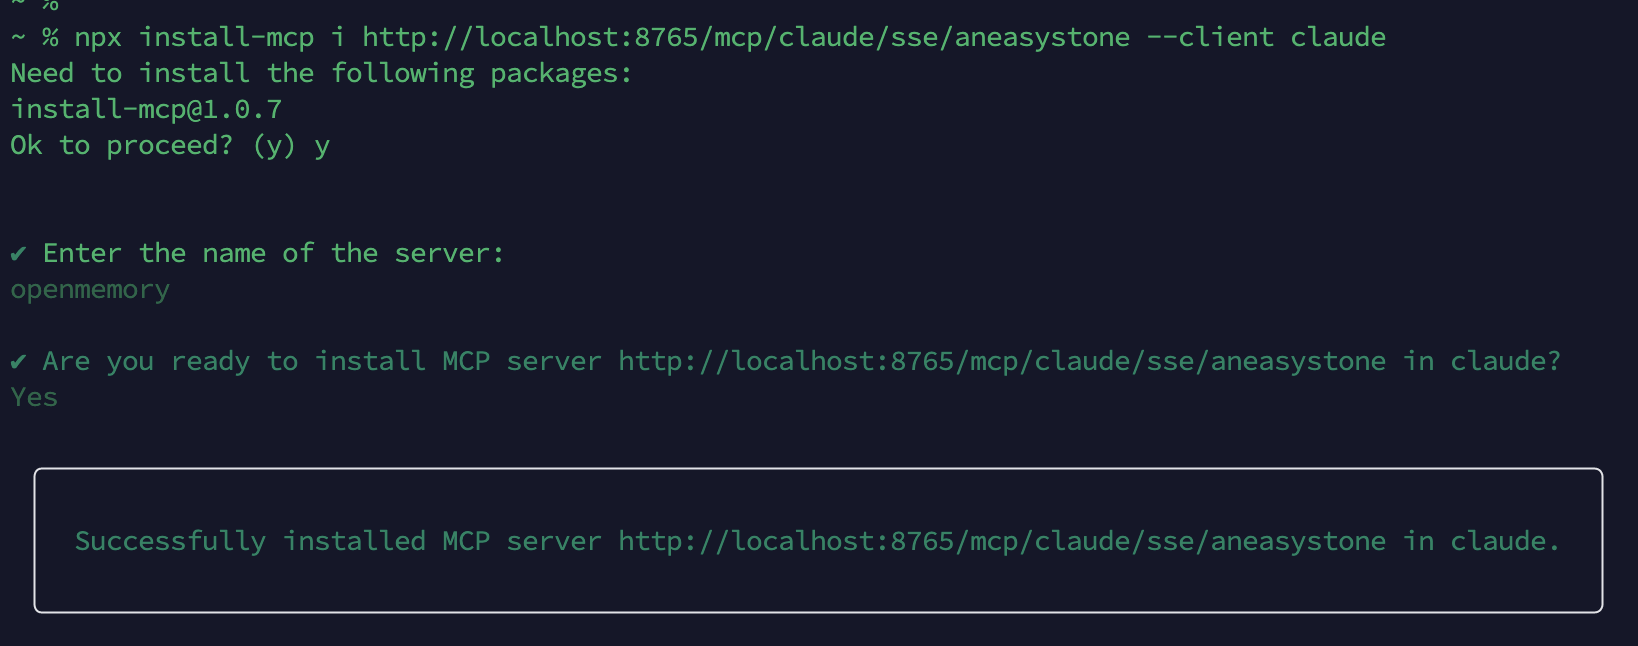 ~ %
~ % npx install-mcp i http://localhost:8765/mcp/claude/sse/aneasystone --client claude
Need to install the following packages:
install-mcp@1.0.7
Ok to proceed? (y) y
✔ Enter the name of the server:
openmemory
✔ Are you ready to install MCP server http://localhost:8765/mcp/claude/sse/aneasystone in claude?
Yes
Successfully installed MCP server http://localhost:8765/mcp/claude/sse/aneasystone in claude.